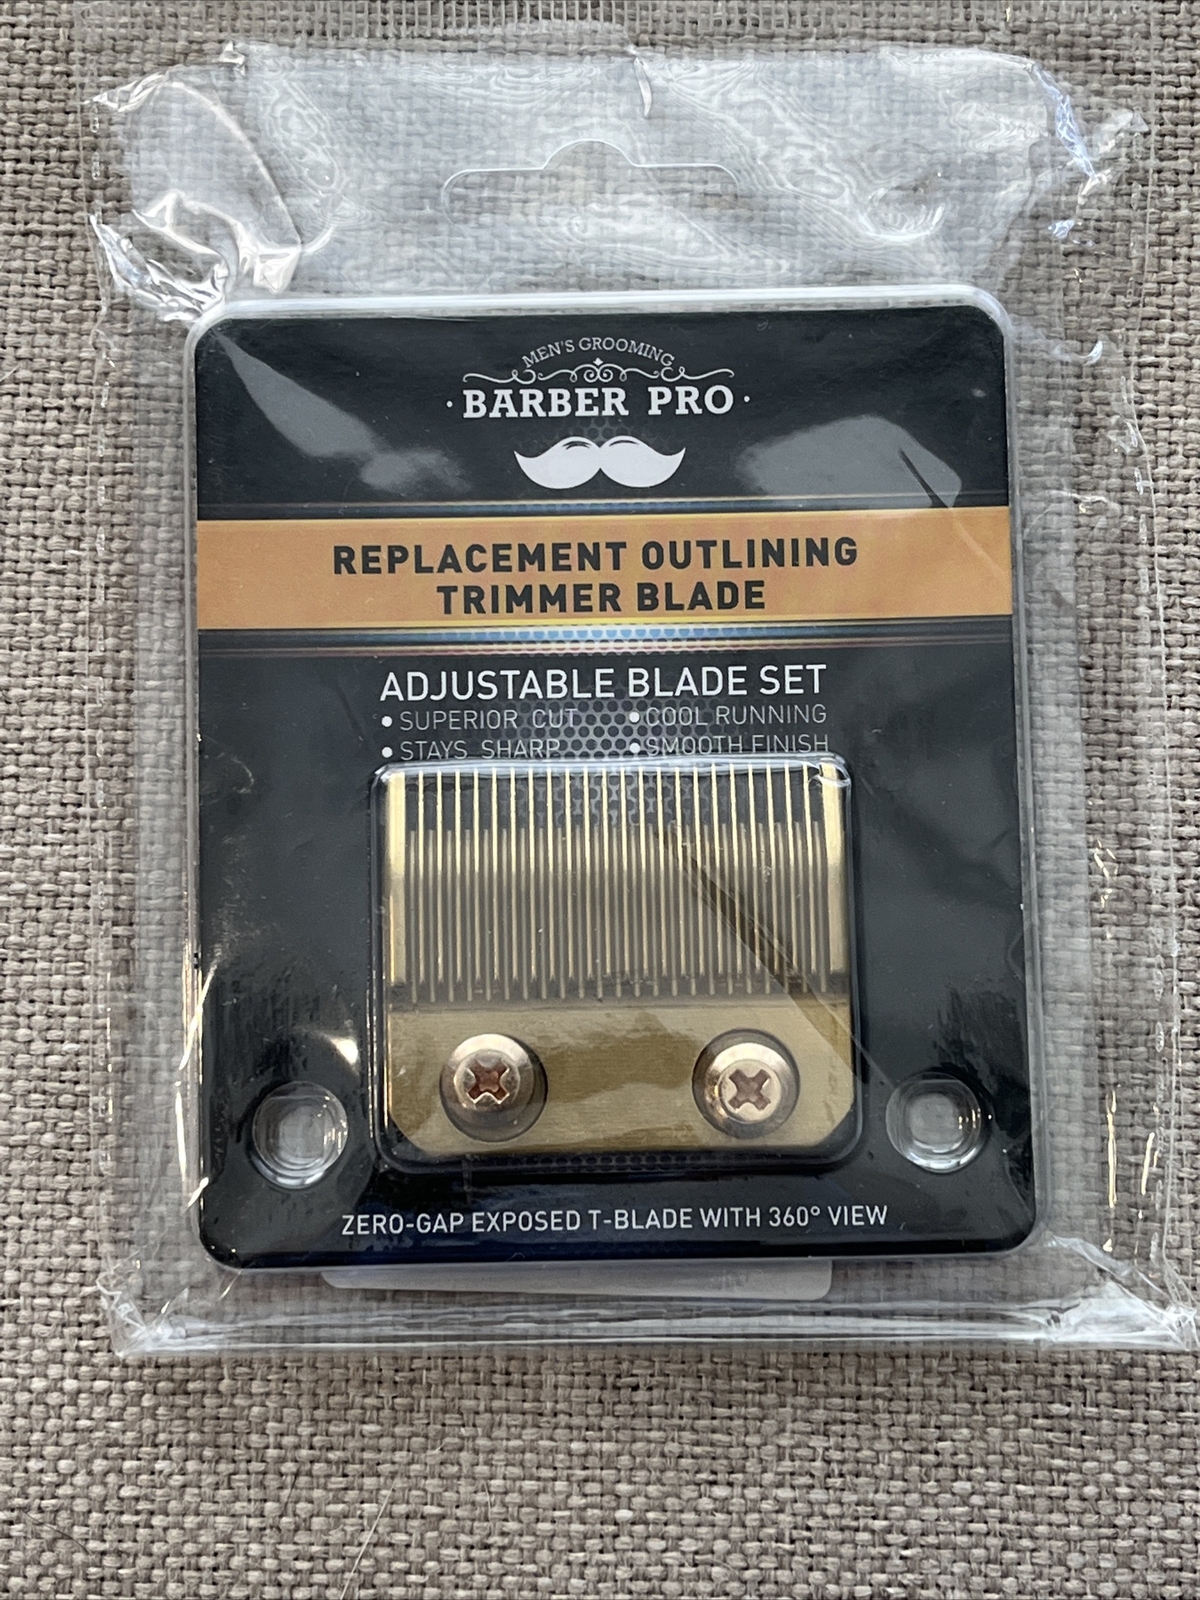 MEN'S GROOMING
· BARBER PRO ·
REPLACEMENT OUTLINING
TRIMMER BLADE
ADJUSTABLE BLADE SET
• SUPERIOR CUT • COOL RUNNING
• STAYS SHARP • SMOOTH FINISH
ZERO-GAP EXPOSED T-BLADE WITH 360° VIEW